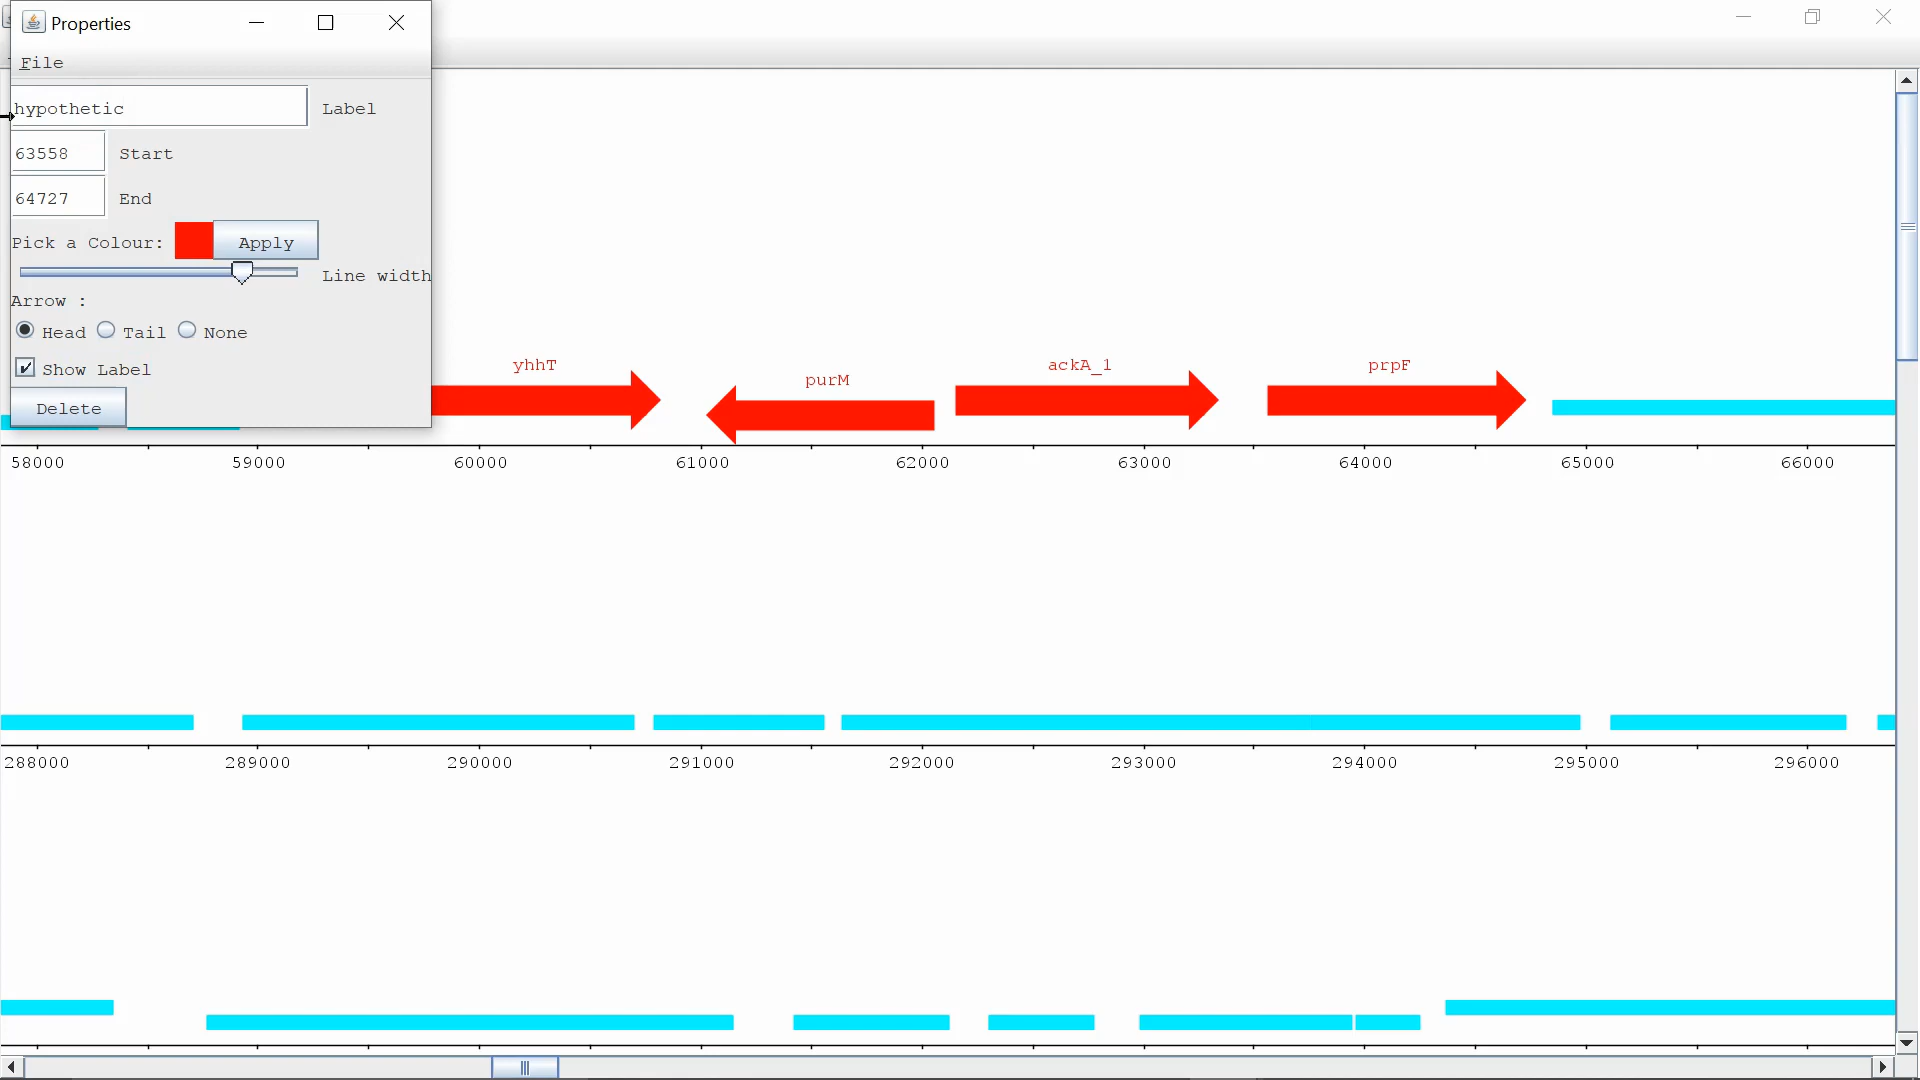 Properties
File
hypothetic Label
63558 Start
64727 End
Pick a Colour: Apply
Line width
Arrow :
Head Tail None
Show Label
Delete
yhhT purM ackA_1 prpF
58000 59000 60000 61000 62000 63000 64000 65000 66000
288000 289000 290000 291000 292000 293000 294000 295000 296000